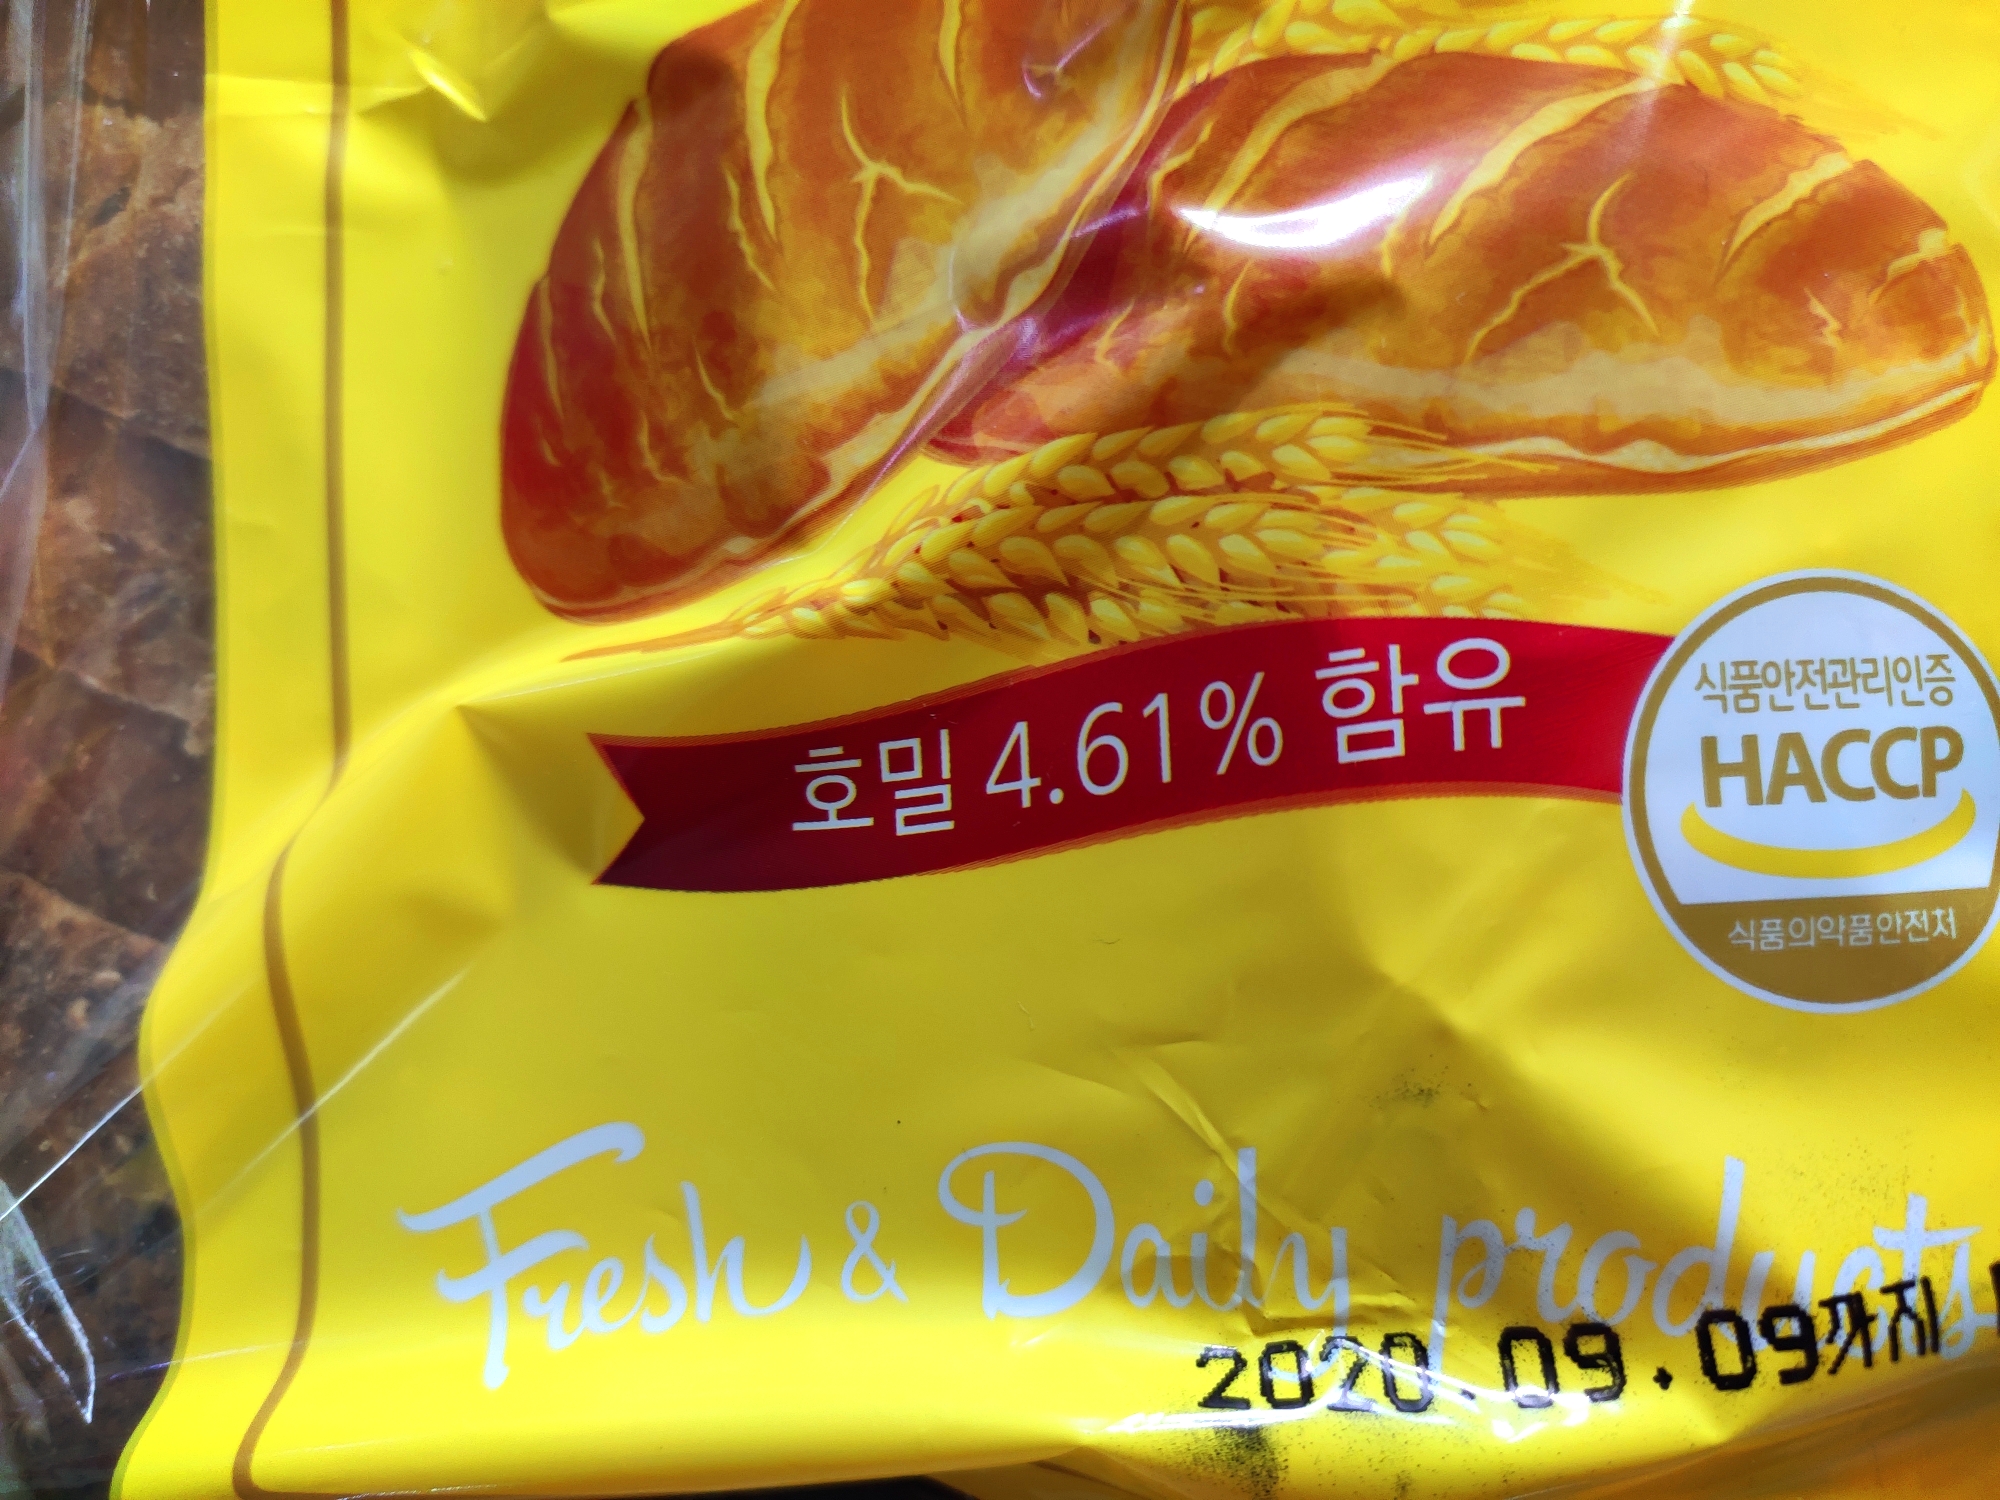 호밀 4.61% 함유
식품안전관리인증
HACCP
식품의약품안전처
Fresh & Daily products
2020.09.09까지